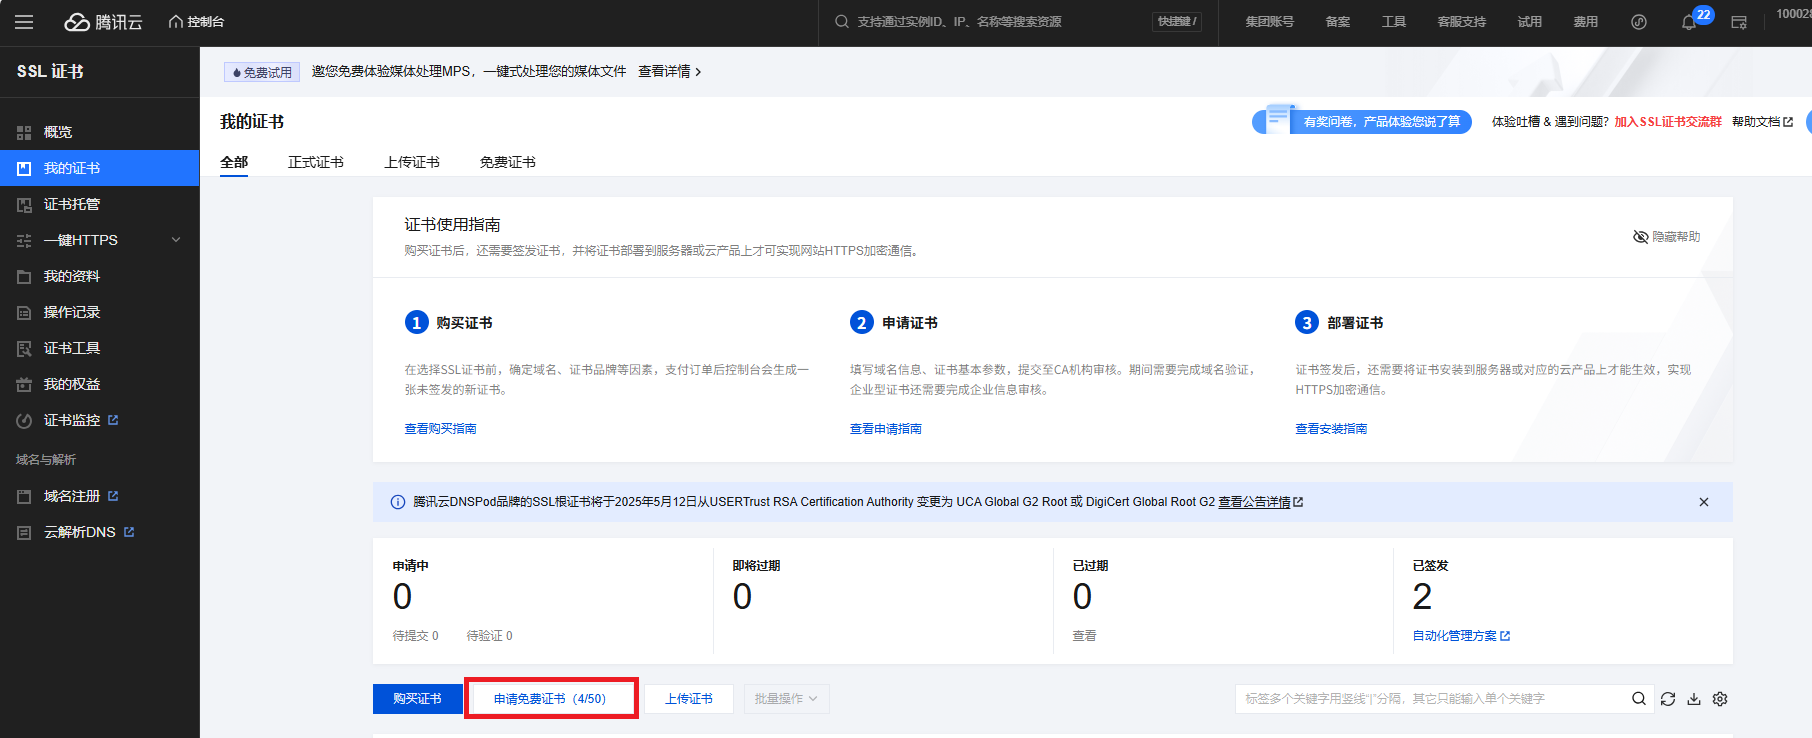 腾讯云
控制台
支持通过实例ID、IP、名称等搜索资源
快捷键 /
集团账号
备案
工具
客服支持
试用
费用
22
SSL 证书
概览
我的证书
证书托管
一键HTTPS
我的资料
操作记录
证书工具
我的权益
证书监控
域名与解析
域名注册
云解析DNS
免费试用
邀您免费体验媒体处理MPS，一键式处理您的媒体文件 查看详情
我的证书
有奖问卷，产品体验您说了算
体验吐槽 & 遇到问题? 加入SSL证书交流群
帮助文档
全部
正式证书
上传证书
免费证书
证书使用指南
购买证书后，还需要签发证书，并将证书部署到服务器或云产品上才可实现网站HTTPS加密通信。
隐藏帮助
1 购买证书
在选择SSL证书前，确定域名、证书品牌等因素，支付订单后控制台会生成一
张未签发的新证书。
查看购买指南
2 申请证书
填写域名信息、证书基本参数，提交至CA机构审核。期间需要完成域名验证，
企业型证书还需要完成企业信息审核。
查看申请指南
3 部署证书
证书签发后，还需要将证书安装到服务器或对应的云产品上才能生效，实现
HTTPS加密通信。
查看安装指南
腾讯云DNSPod品牌的SSL根证书将于2025年5月12日从USERTrust RSA Certification Authority 变更为 UCA Global G2 Root 或 DigiCert Global Root G2 查看公告详情
申请中
0
待提交 0 待验证 0
即将过期
0
已过期
0
查看
已签发
2
自动化管理方案
购买证书
申请免费证书（4/50）
上传证书
批量操作
标签多个关键字用竖线“|”分隔，其它只能输入单个关键字